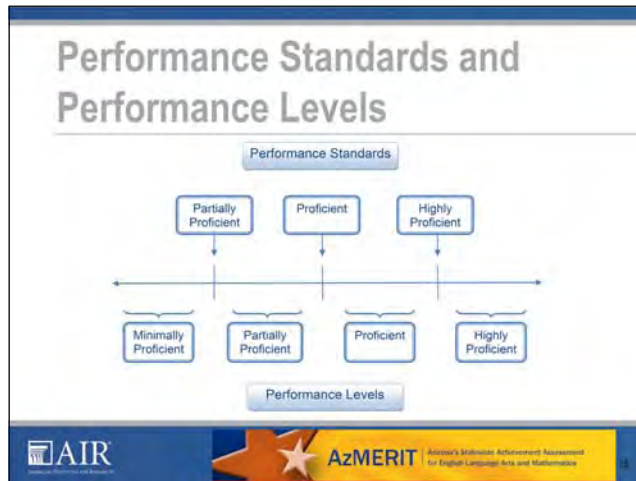 Performance Standards and
Performance Levels
Performance Standards
Partially
Proficient
Proficient
Highly
Proficient
Minimally
Proficient
Partially
Proficient
Proficient
Highly
Proficient
Performance Levels
AIR
AzMERIT
Arizona's Statewide Achievement Assessment
for English Language Arts and Mathematics